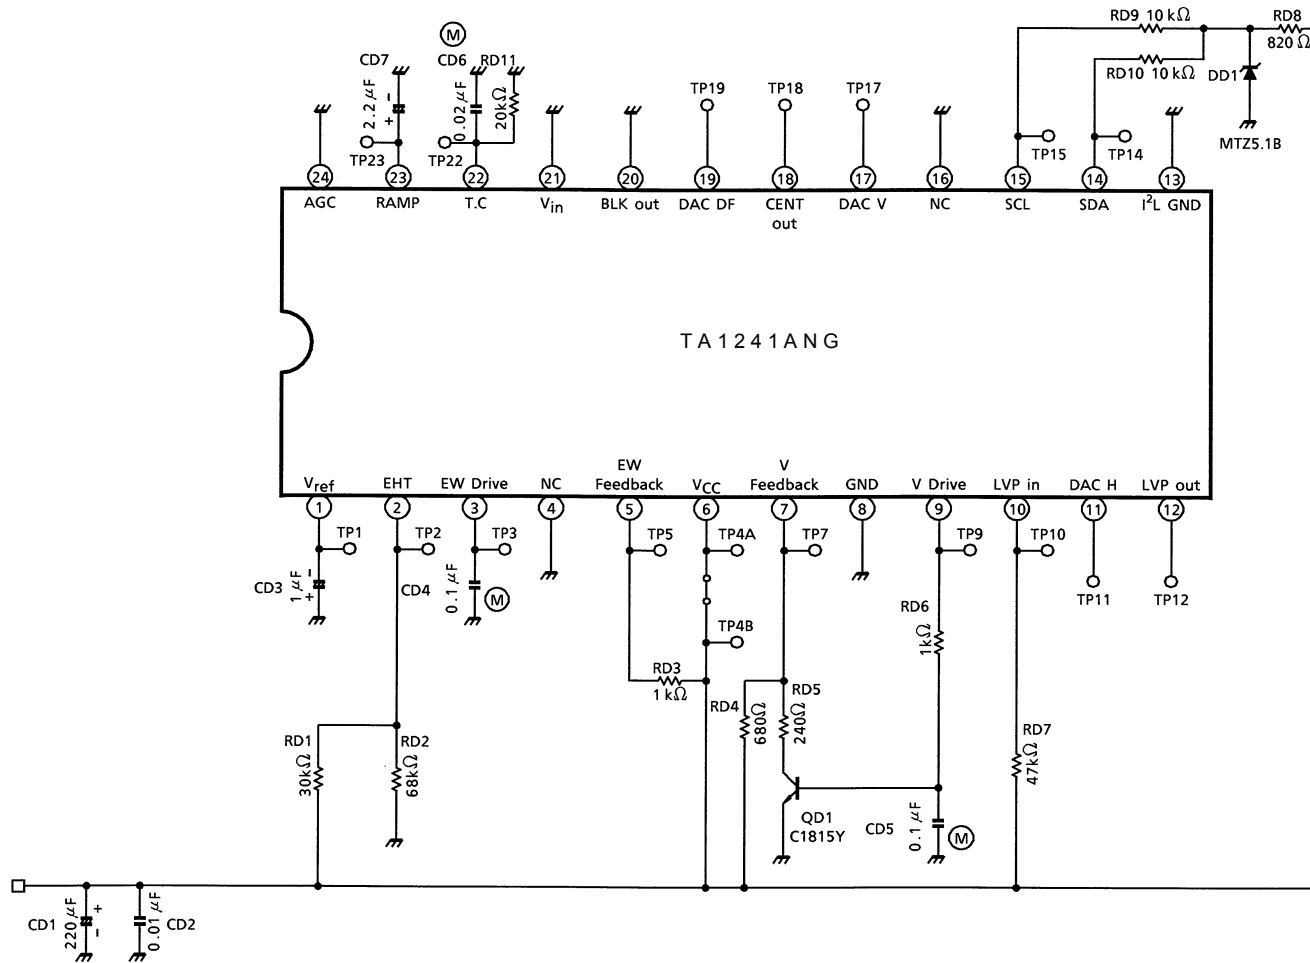 RD9 10 kΩ
RD8
820 Ω
RD10 10 kΩ
DD1
MTZ5.1B
M
CD7
CD6
RD11
2.2 μF
+ -
0.02 μF
20kΩ
TP23
TP22
TP19
TP18
TP17
TP15
TP14
24 23 22 21 20 19 18 17 16 15 14 13
AGC RAMP T.C Vin BLK out DAC DF CENT out DAC V NC SCL SDA I²L GND
TA1241ANG
Vref EHT EW Drive NC EW Feedback VCC V Feedback GND V Drive LVP in DAC H LVP out
1 2 3 4 5 6 7 8 9 10 11 12
TP1
TP2
TP3
TP5
TP4A
TP7
TP9
TP10
CD3
1 μF
+ -
CD4
0.1 μF
M
TP11
TP12
RD6
1kΩ
TP4B
RD3
1 kΩ
RD4
680Ω
RD5
240Ω
RD1
30kΩ
RD2
68kΩ
RD7
47kΩ
QD1
C1815Y
CD5
0.1 μF
M
CD1
220 μF
- +
0.01 μF
CD2